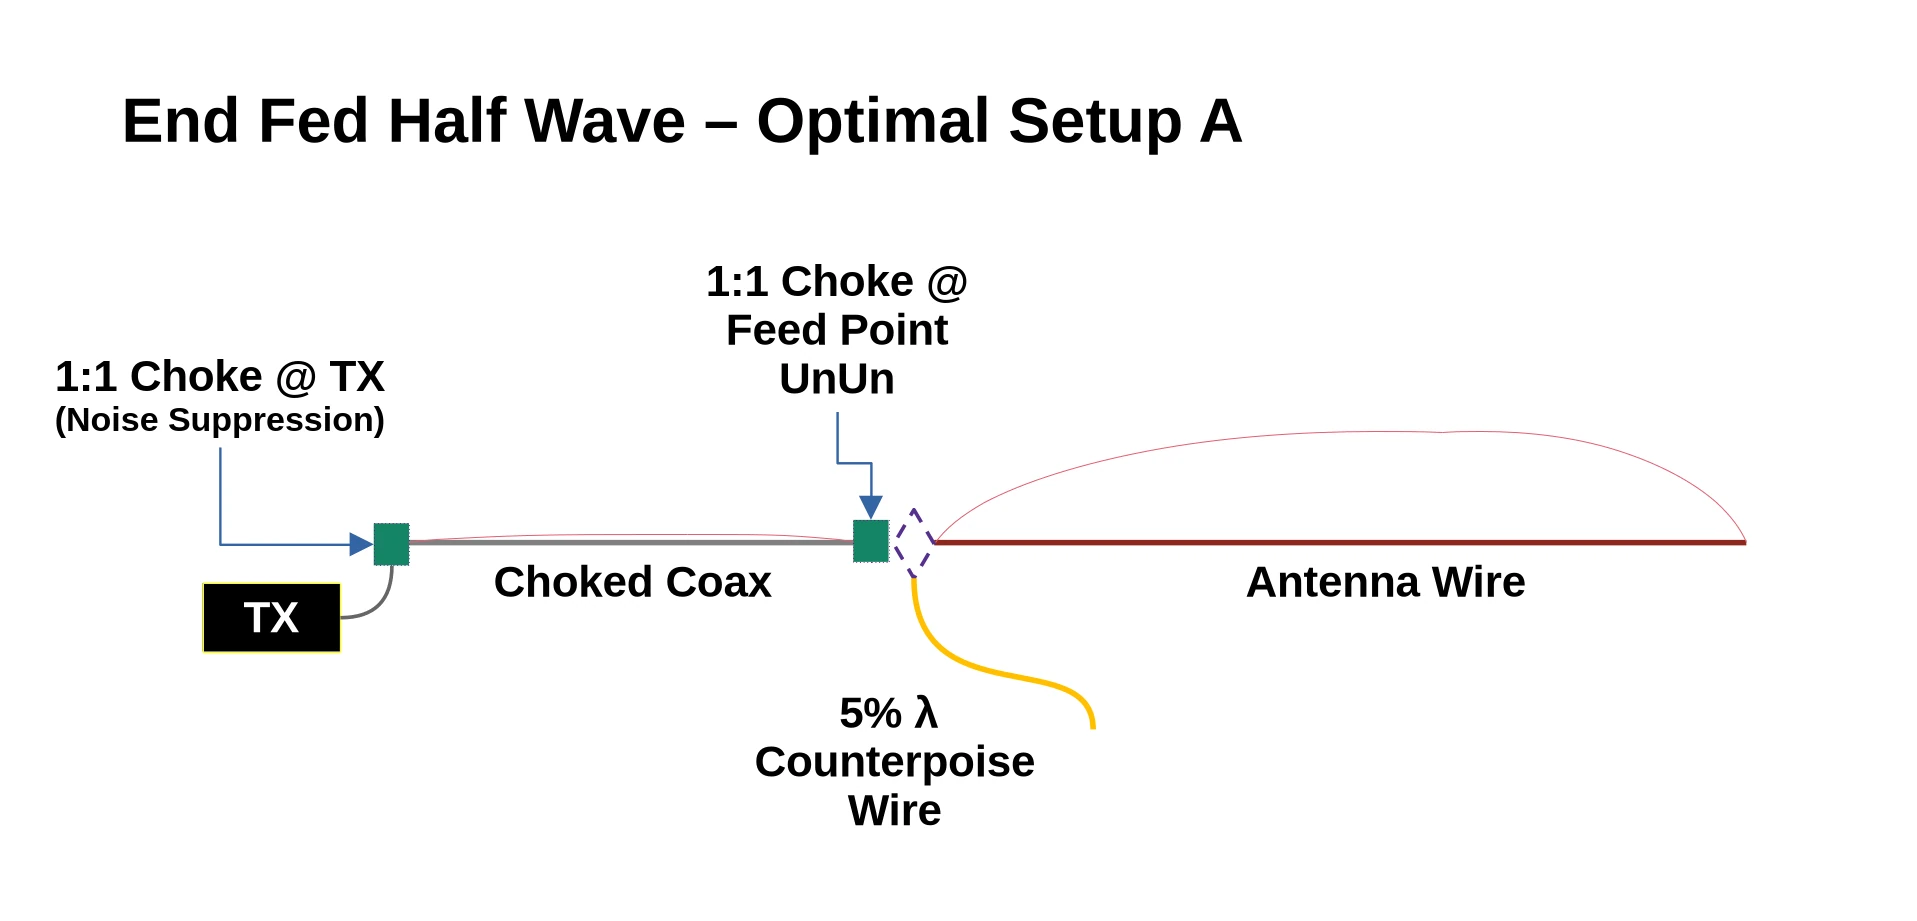 End Fed Half Wave – Optimal Setup A
1:1 Choke @
Feed Point
UnUn
1:1 Choke @ TX
(Noise Suppression)
Choked Coax
Antenna Wire
TX
5% λ
Counterpoise
Wire